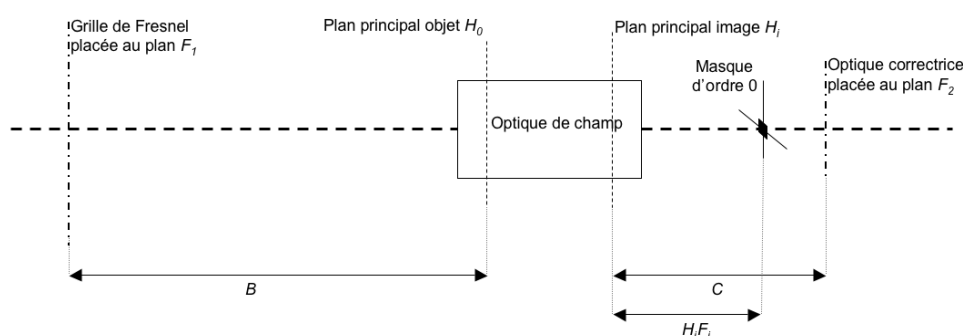 Grille de Fresnel
placée au plan F1
Plan principal objet H0
Plan principal image Hi
Masque
d'ordre 0
Optique correctrice
placée au plan F2
Optique de champ
B
C
HiFi